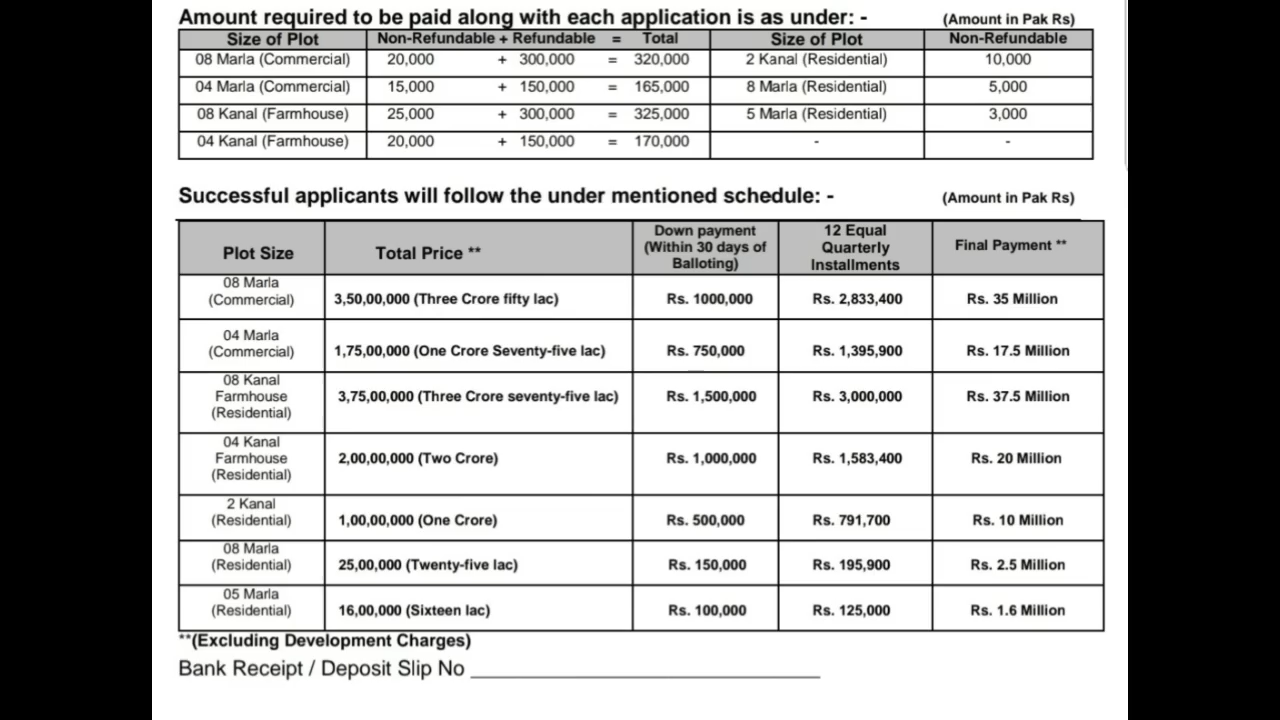 Amount required to be paid along with each application is as under: - (Amount in Pak Rs)
Size of Plot Non-Refundable + Refundable = Total Size of Plot Non-Refundable
08 Marla (Commercial) 20,000 + 300,000 = 320,000 2 Kanal (Residential) 10,000
04 Marla (Commercial) 15,000 + 150,000 = 165,000 8 Marla (Residential) 5,000
08 Kanal (Farmhouse) 25,000 + 300,000 = 325,000 5 Marla (Residential) 3,000
04 Kanal (Farmhouse) 20,000 + 150,000 = 170,000 - -
Successful applicants will follow the under mentioned schedule: - (Amount in Pak Rs)
Plot Size
Total Price **
Down payment
(Within 30 days of
Balloting)
12 Equal
Quarterly
Installments
Final Payment **
08 Marla
(Commercial) 3,50,00,000 (Three Crore fifty lac) Rs. 1000,000 Rs. 2,833,400 Rs. 35 Million
04 Marla
(Commercial) 1,75,00,000 (One Crore Seventy-five lac) Rs. 750,000 Rs. 1,395,900 Rs. 17.5 Million
08 Kanal
Farmhouse 3,75,00,000 (Three Crore seventy-five lac) Rs. 1,500,000 Rs. 3,000,000 Rs. 37.5 Million
(Residential)
04 Kanal
Farmhouse 2,00,00,000 (Two Crore) Rs. 1,000,000 Rs. 1,583,400 Rs. 20 Million
(Residential)
2 Kanal
(Residential) 1,00,00,000 (One Crore) Rs. 500,000 Rs. 791,700 Rs. 10 Million
08 Marla
(Residential) 25,00,000 (Twenty-five lac) Rs. 150,000 Rs. 195,900 Rs. 2.5 Million
05 Marla
(Residential) 16,00,000 (Sixteen lac) Rs. 100,000 Rs. 125,000 Rs. 1.6 Million
**(Excluding Development Charges)
Bank Receipt / Deposit Slip No ________________________________